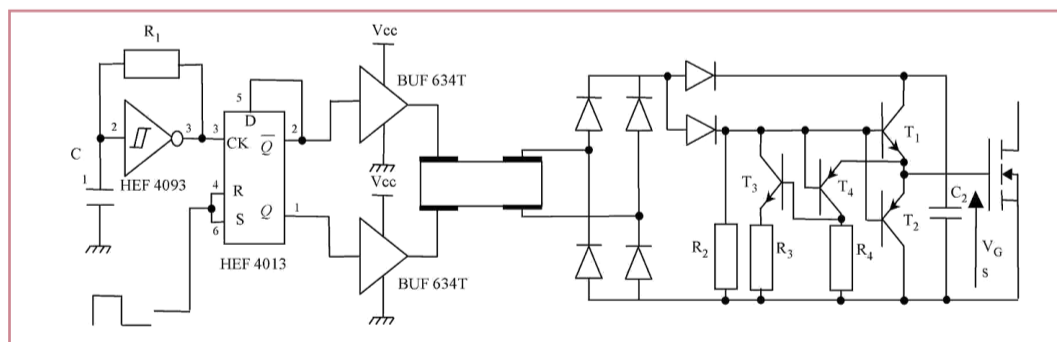 R1
C
1
2
3
HEF 4093
3
CK
5
D
Q
2
4
R
S
6
Q
1
HEF 4013
Vcc
BUF 634T
Vcc
BUF 634T
T1
T3
T4
T2
R2
R3
R4
C2
VG
S